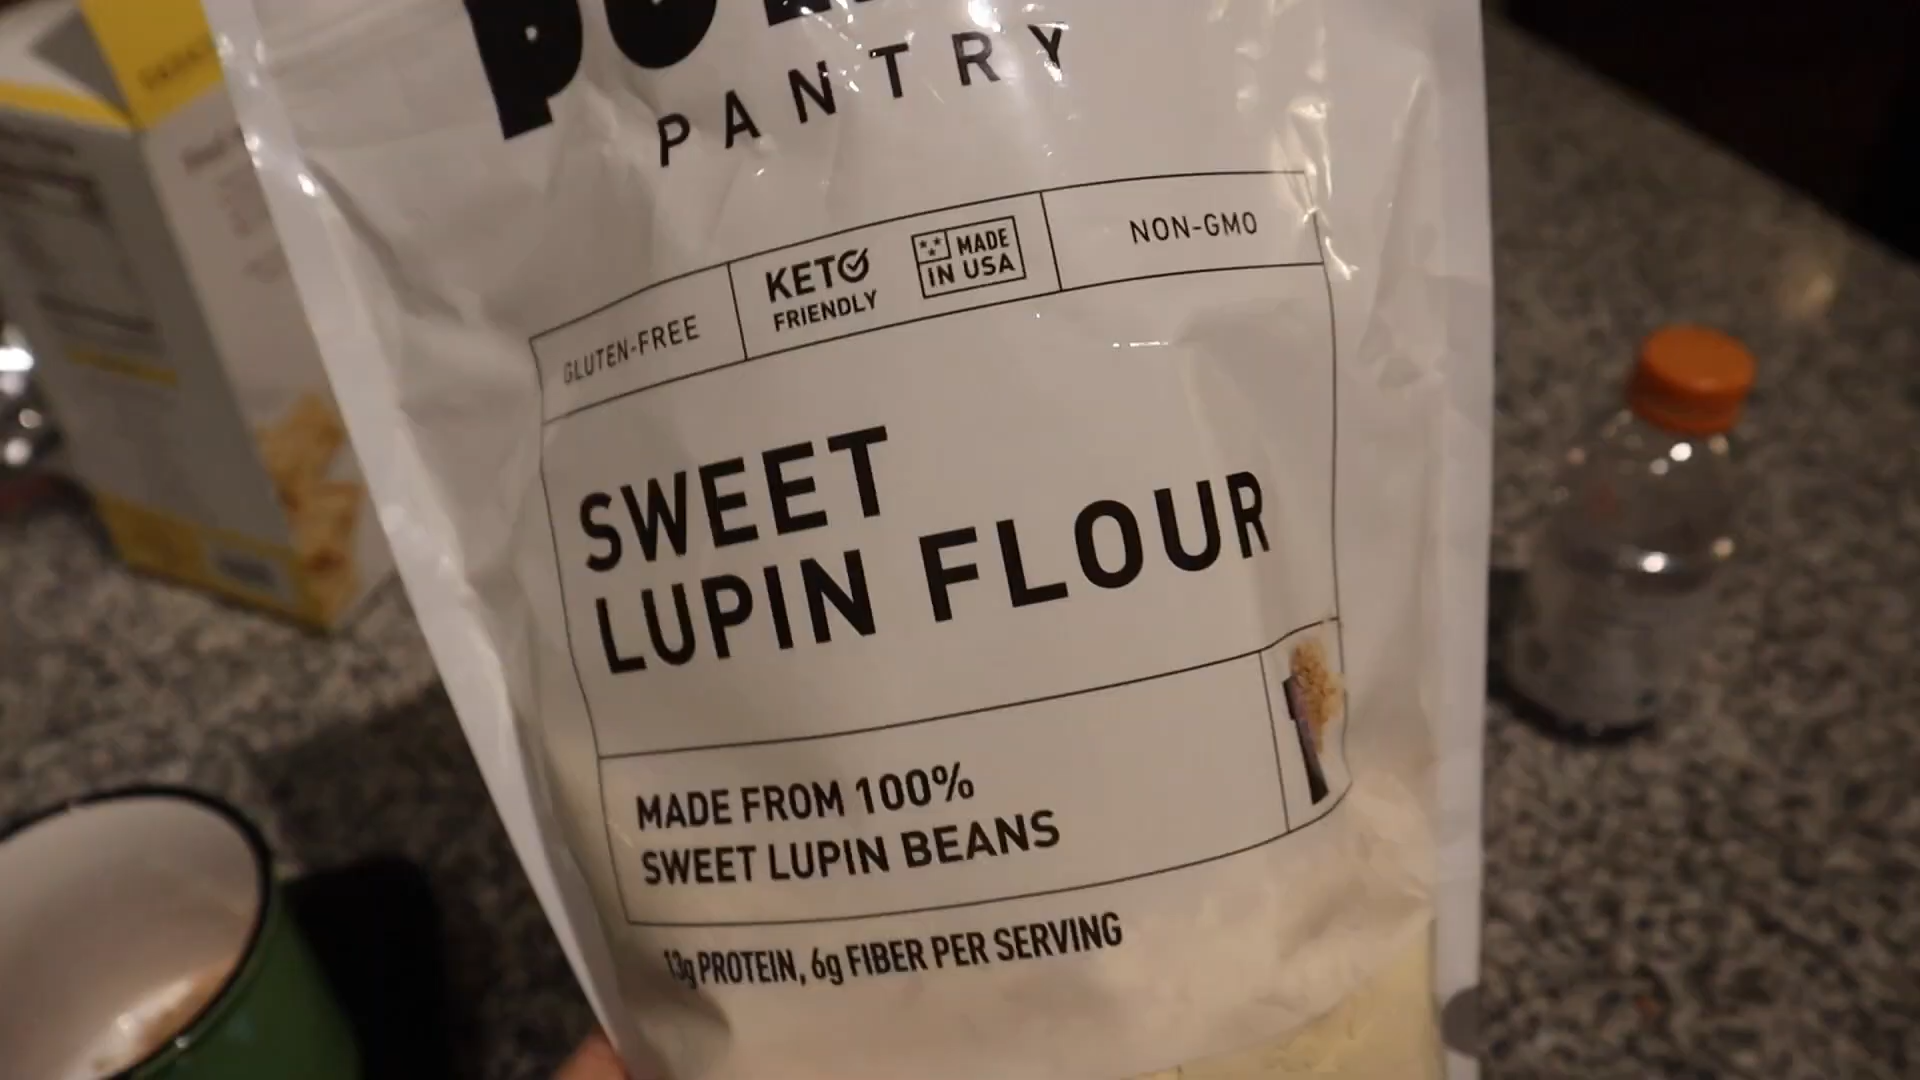 PANTRY
GLUTEN-FREE
KETO
FRIENDLY
MADE
IN USA
NON-GMO
SWEET
LUPIN FLOUR
MADE FROM 100%
SWEET LUPIN BEANS
13g PROTEIN, 6g FIBER PER SERVING